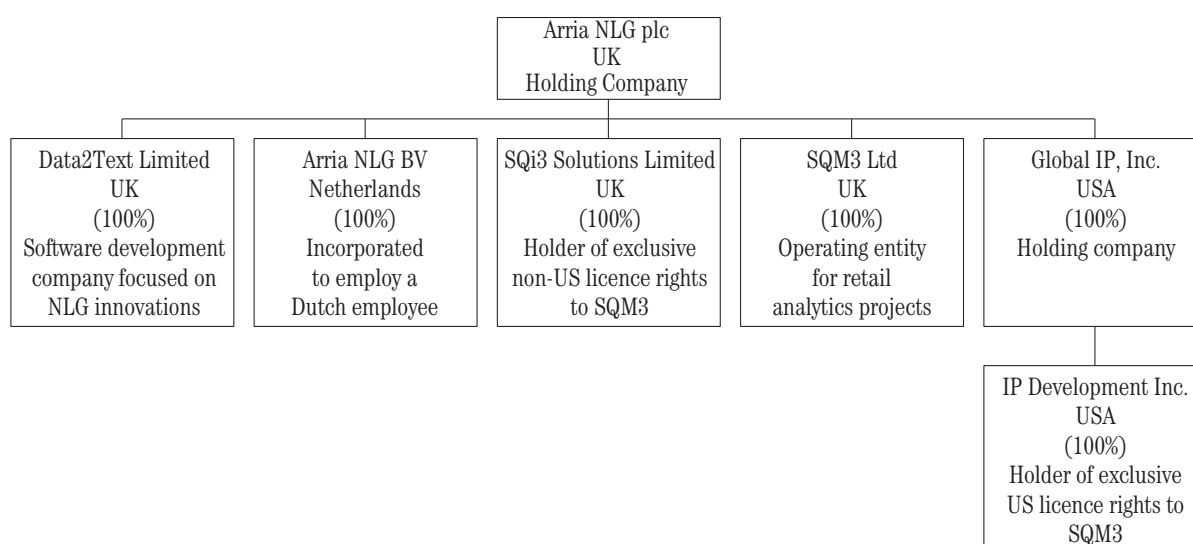 Arria NLG plc
UK
Holding Company
Data2Text Limited
UK
(100%)
Software development
company focused on
NLG innovations
Arria NLG BV
Netherlands
(100%)
Incorporated
to employ a
Dutch employee
SQi3 Solutions Limited
UK
(100%)
Holder of exclusive
non-US licence rights
to SQM3
SQM3 Ltd
UK
(100%)
Operating entity
for retail
analytics projects
Global IP, Inc.
USA
(100%)
Holding company
IP Development Inc.
USA
(100%)
Holder of exclusive
US licence rights to
SQM3